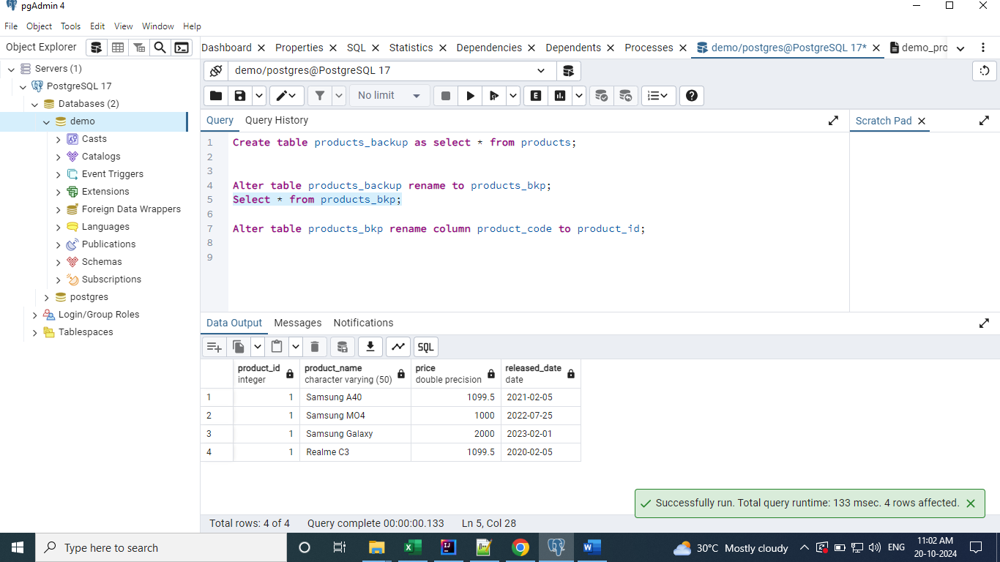 pgAdmin 4
File Object Tools Edit View Window Help
Object Explorer
Dashboard Properties SQL Statistics Dependencies Dependents Processes demo/postgres@PostgreSQL 17* demo_pro
Servers (1)
PostgreSQL 17
Databases (2)
demo
Casts
Catalogs
Event Triggers
Extensions
Foreign Data Wrappers
Languages
Publications
Schemas
Subscriptions
postgres
Login/Group Roles
Tablespaces
demo/postgres@PostgreSQL 17
No limit
E
Query Query History
Scratch Pad
1 Create table products_backup as select * from products;
2
3
4 Alter table products_backup rename to products_bkp;
5 Select * from products_bkp;
6
7 Alter table products_bkp rename column product_code to product_id;
8
9
Data Output Messages Notifications
SQL
product_id product_name price released_date
integer character varying (50) double precision date
1 1 Samsung A40 1099.5 2021-02-05
2 1 Samsung MO4 1000 2022-07-25
3 1 Samsung Galaxy 2000 2023-02-01
4 1 Realme C3 1099.5 2020-02-05
Successfully run. Total query runtime: 133 msec. 4 rows affected.
Total rows: 4 of 4 Query complete 00:00:00.133 Ln 5, Col 28
Type here to search
30°C Mostly cloudy
ENG
11:02 AM
20-10-2024